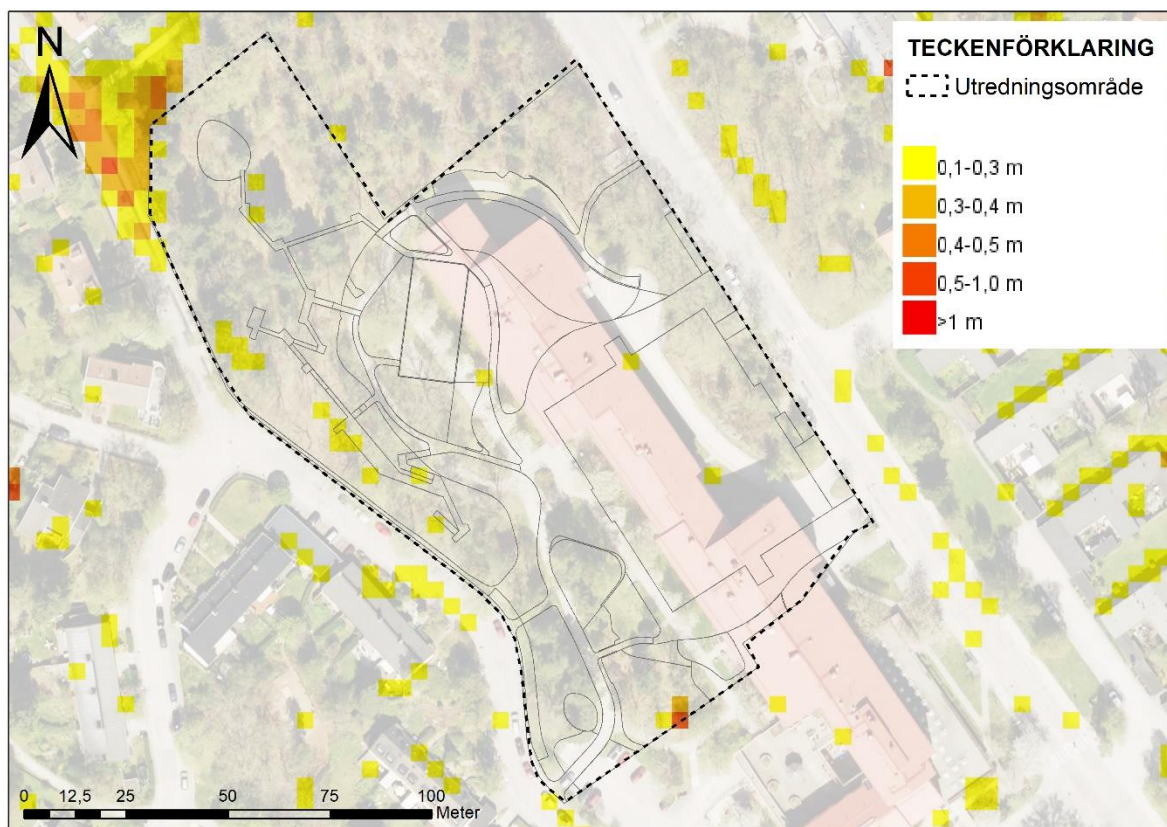 N
TECKENFÖRKLARING
Utredningsområde
0,1-0,3 m
0,3-0,4 m
0,4-0,5 m
0,5-1,0 m
>1 m
0 12,5 25 50 75 100
Meter